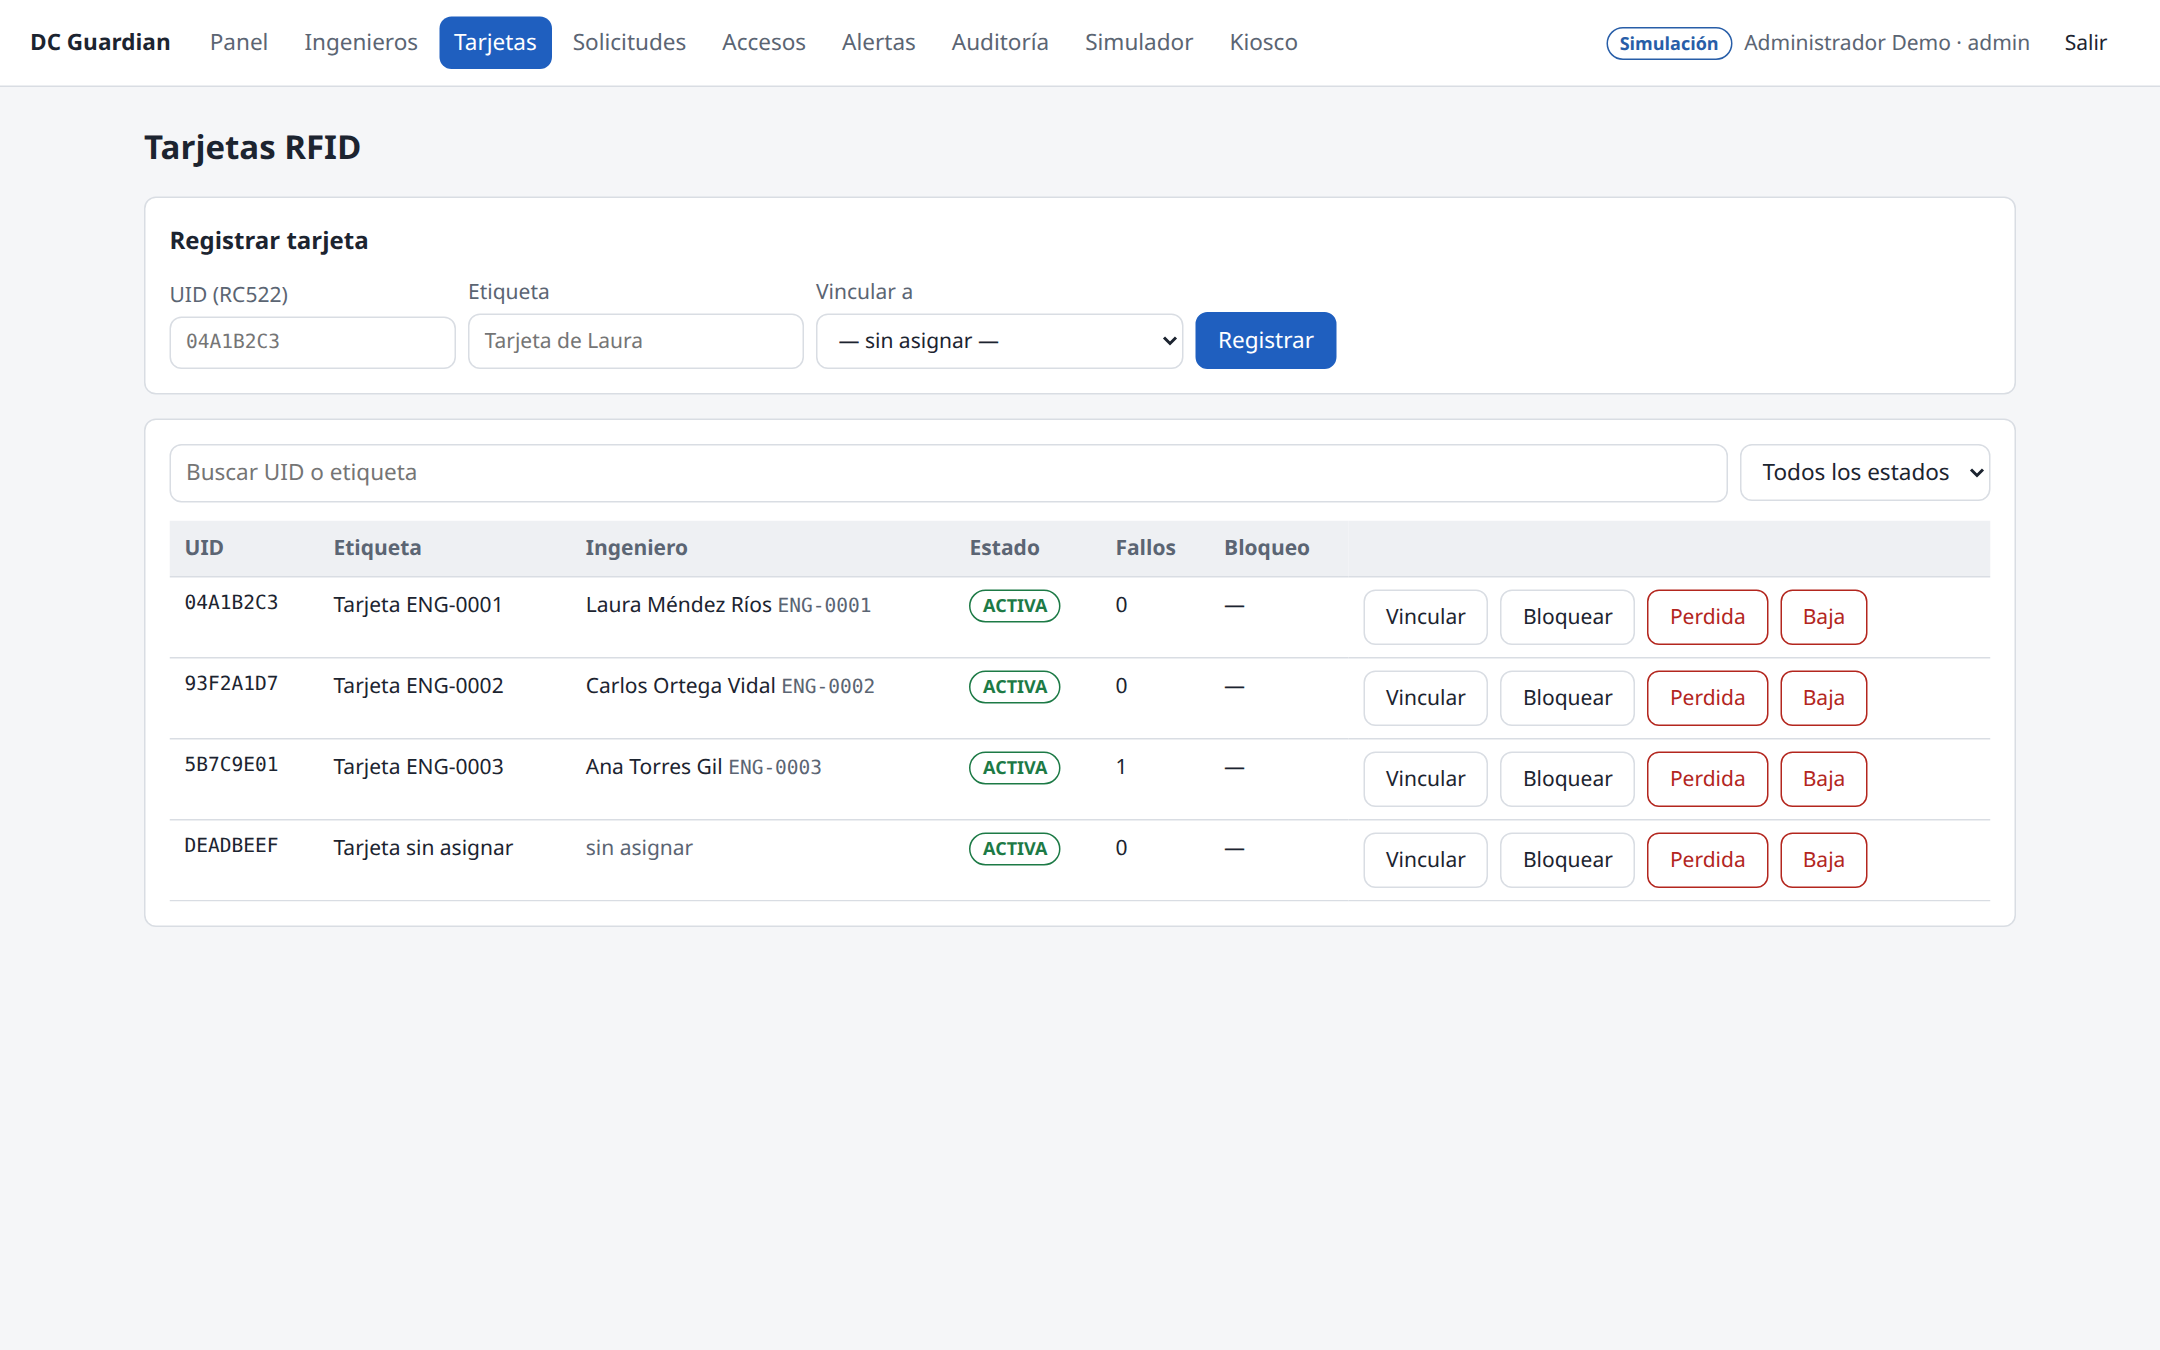 DC Guardian Panel Ingenieros Tarjetas Solicitudes Accesos Alertas Auditoría Simulador Kiosco Simulación Administrador Demo · admin Salir
Tarjetas RFID
Registrar tarjeta
UID (RC522) Etiqueta Vincular a
04A1B2C3 Tarjeta de Laura — sin asignar — Registrar
Buscar UID o etiqueta Todos los estados
UID Etiqueta Ingeniero Estado Fallos Bloqueo
04A1B2C3 Tarjeta ENG-0001 Laura Méndez Ríos ENG-0001 ACTIVA 0 — Vincular Bloquear Perdida Baja
93F2A1D7 Tarjeta ENG-0002 Carlos Ortega Vidal ENG-0002 ACTIVA 0 — Vincular Bloquear Perdida Baja
5B7C9E01 Tarjeta ENG-0003 Ana Torres Gil ENG-0003 ACTIVA 1 — Vincular Bloquear Perdida Baja
DEADBEEF Tarjeta sin asignar sin asignar ACTIVA 0 — Vincular Bloquear Perdida Baja